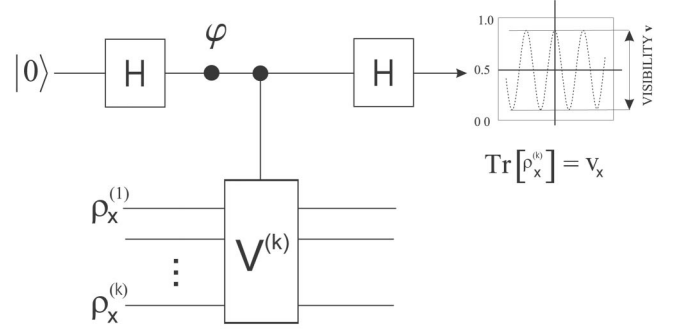 φ
|0⟩ H H
1.0
0.5
0 0
VISIBILITY v
Tr[ρₓ⁽ᵏ⁾] = vₓ
ρₓ⁽¹⁾
V⁽ᵏ⁾
⋮
ρₓ⁽ᵏ⁾